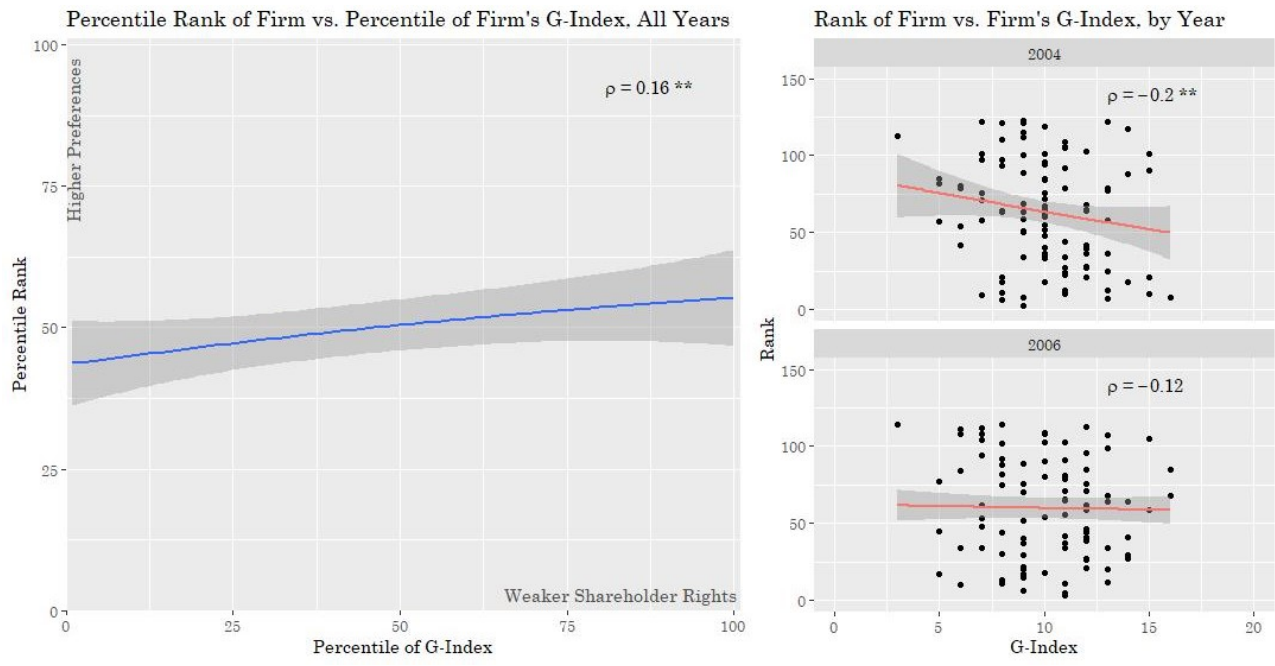 Percentile Rank of Firm vs. Percentile of Firm's G-Index, All Years
100
75
50
25
0
Percentile Rank
Higher Preferences
ρ = 0.16 **
Weaker Shareholder Rights
0
25
50
75
100
Percentile of G-Index
Rank of Firm vs. Firm's G-Index, by Year
2004
150
100
50
0
ρ = −0.2 **
Rank
2006
150
100
50
0
ρ = −0.12
0
5
10
15
20
G-Index